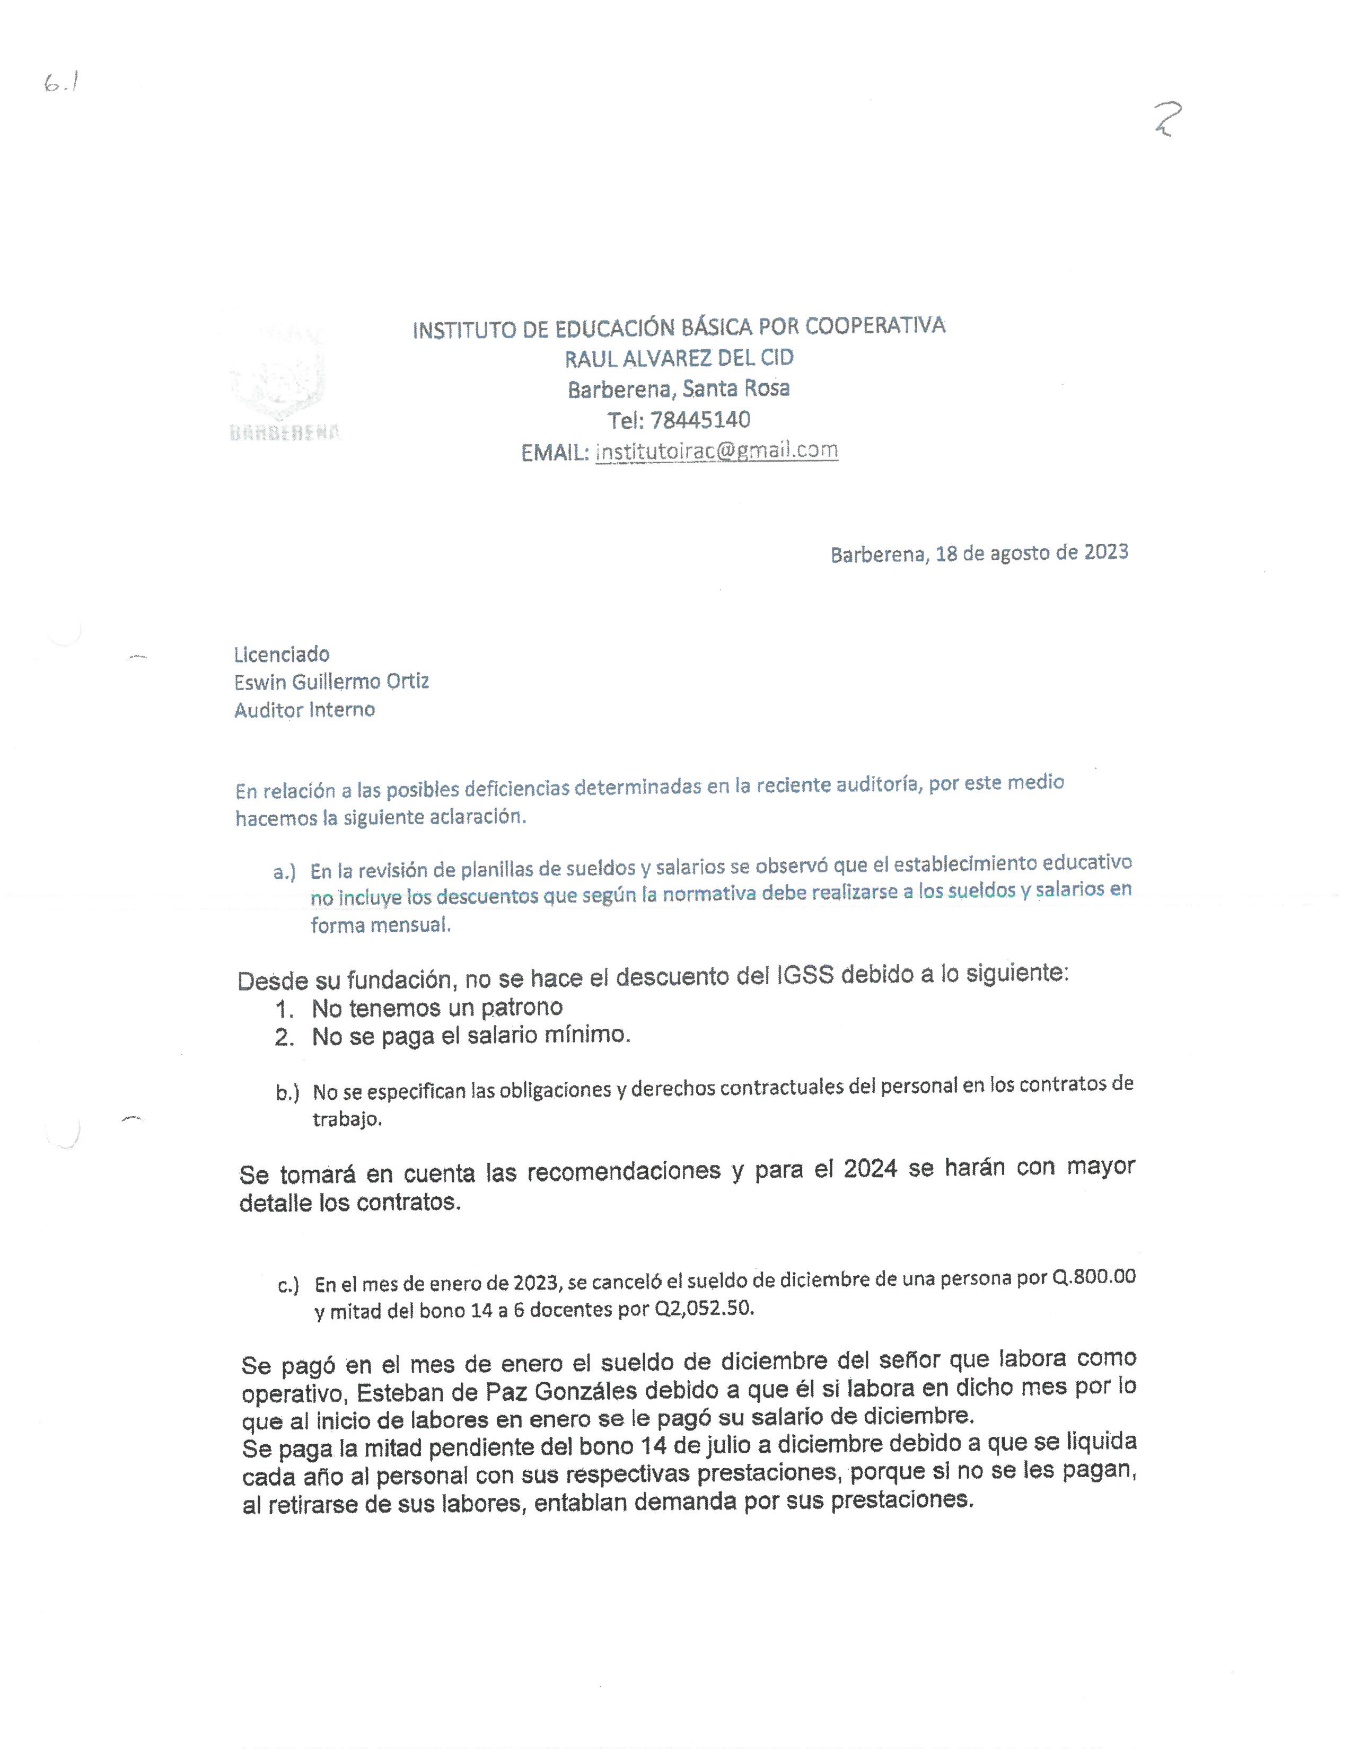 6.1
2
INSTITUTO DE EDUCACIÓN BÁSICA POR COOPERATIVA
RAUL ALVAREZ DEL CID
Barberena, Santa Rosa
Tel: 78445140
BARBERENA
EMAIL: institutoirac@gmail.com
Barberena, 18 de agosto de 2023
Licenciado
Eswin Guillermo Ortiz
Auditor Interno
En relación a las posibles deficiencias determinadas en la reciente auditoría, por este medio
hacemos la siguiente aclaración.
a.) En la revisión de planillas de sueldos y salarios se observó que el establecimiento educativo
no incluye los descuentos que según la normativa debe realizarse a los sueldos y salarios en
forma mensual.
Desde su fundación, no se hace el descuento del IGSS debido a lo siguiente:
1. No tenemos un patrono
2. No se paga el salario mínimo.
b.) No se especifican las obligaciones y derechos contractuales del personal en los contratos de
trabajo.
Se tomará en cuenta las recomendaciones y para el 2024 se harán con mayor
detalle los contratos.
c.) En el mes de enero de 2023, se canceló el sueldo de diciembre de una persona por Q.800.00
y mitad del bono 14 a 6 docentes por Q2,052.50.
Se pagó en el mes de enero el sueldo de diciembre del señor que labora como
operativo, Esteban de Paz Gonzáles debido a que él si labora en dicho mes por lo
que al inicio de labores en enero se le pagó su salario de diciembre.
Se paga la mitad pendiente del bono 14 de julio a diciembre debido a que se liquida
cada año al personal con sus respectivas prestaciones, porque si no se les pagan,
al retirarse de sus labores, entablan demanda por sus prestaciones.